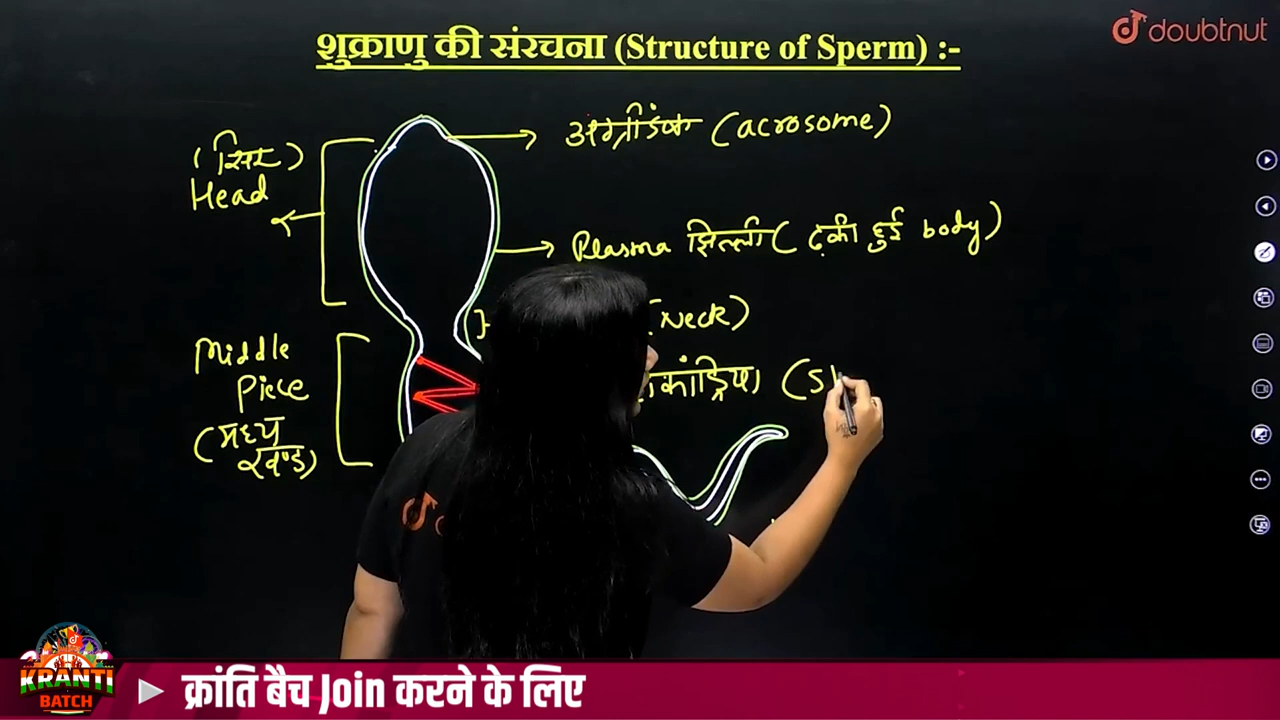 शुक्राणु की संरचना (Structure of Sperm) :-
doubtnut
(सिर)
Head
अग्रपिंडक (acrosome)
Plasma झिल्ली ( ढकी हुई body)
(Neck)
Middle
Piece
(मध्य
खण्ड)
कांड्रिया (S
KRANTI
BATCH
क्रांति बैच Join करने के लिए